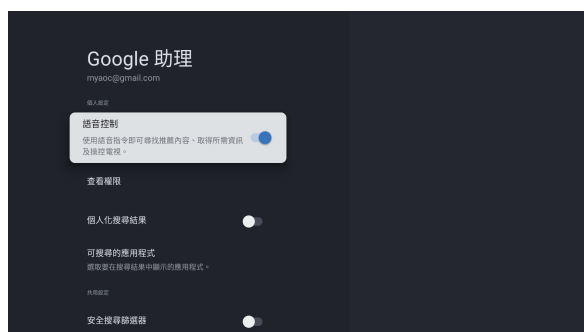 Google 助理
myaoc@gmail.com
個人設定
語音控制
使用語音指令即可尋找推薦內容、取得所需資訊
及操控電視。
查看權限
個人化搜尋結果
可搜尋的應用程式
選取要在搜尋結果中顯示的應用程式。
共用設定
安全搜尋篩選器